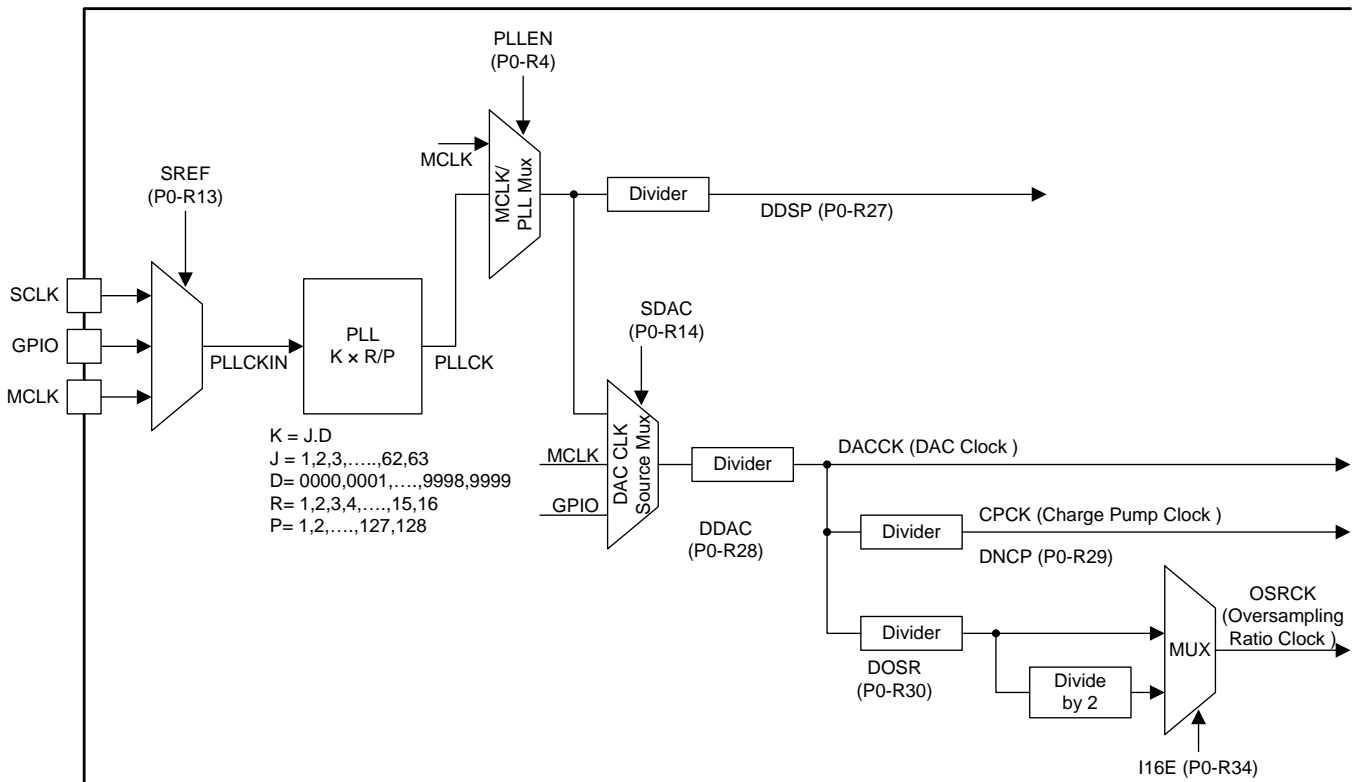 PLLEN
(P0-R4)
MCLK
MCLK/
PLL Mux
SREF
(P0-R13)
Divider
DDSP (P0-R27)
SCLK
GPIO
MCLK
PLLCKIN
PLL
K × R/P
PLLCK
SDAC
(P0-R14)
K = J.D
J = 1,2,3,…..,62,63
D= 0000,0001,….,9998,9999
R= 1,2,3,4,….,15,16
P= 1,2,….,127,128
MCLK
GPIO
DAC CLK
Source Mux
Divider
DDAC
(P0-R28)
DACCK (DAC Clock )
Divider
CPCK (Charge Pump Clock )
DNCP (P0-R29)
Divider
DOSR
(P0-R30)
Divide
by 2
MUX
OSRCK
(Oversampling
Ratio Clock )
I16E (P0-R34)